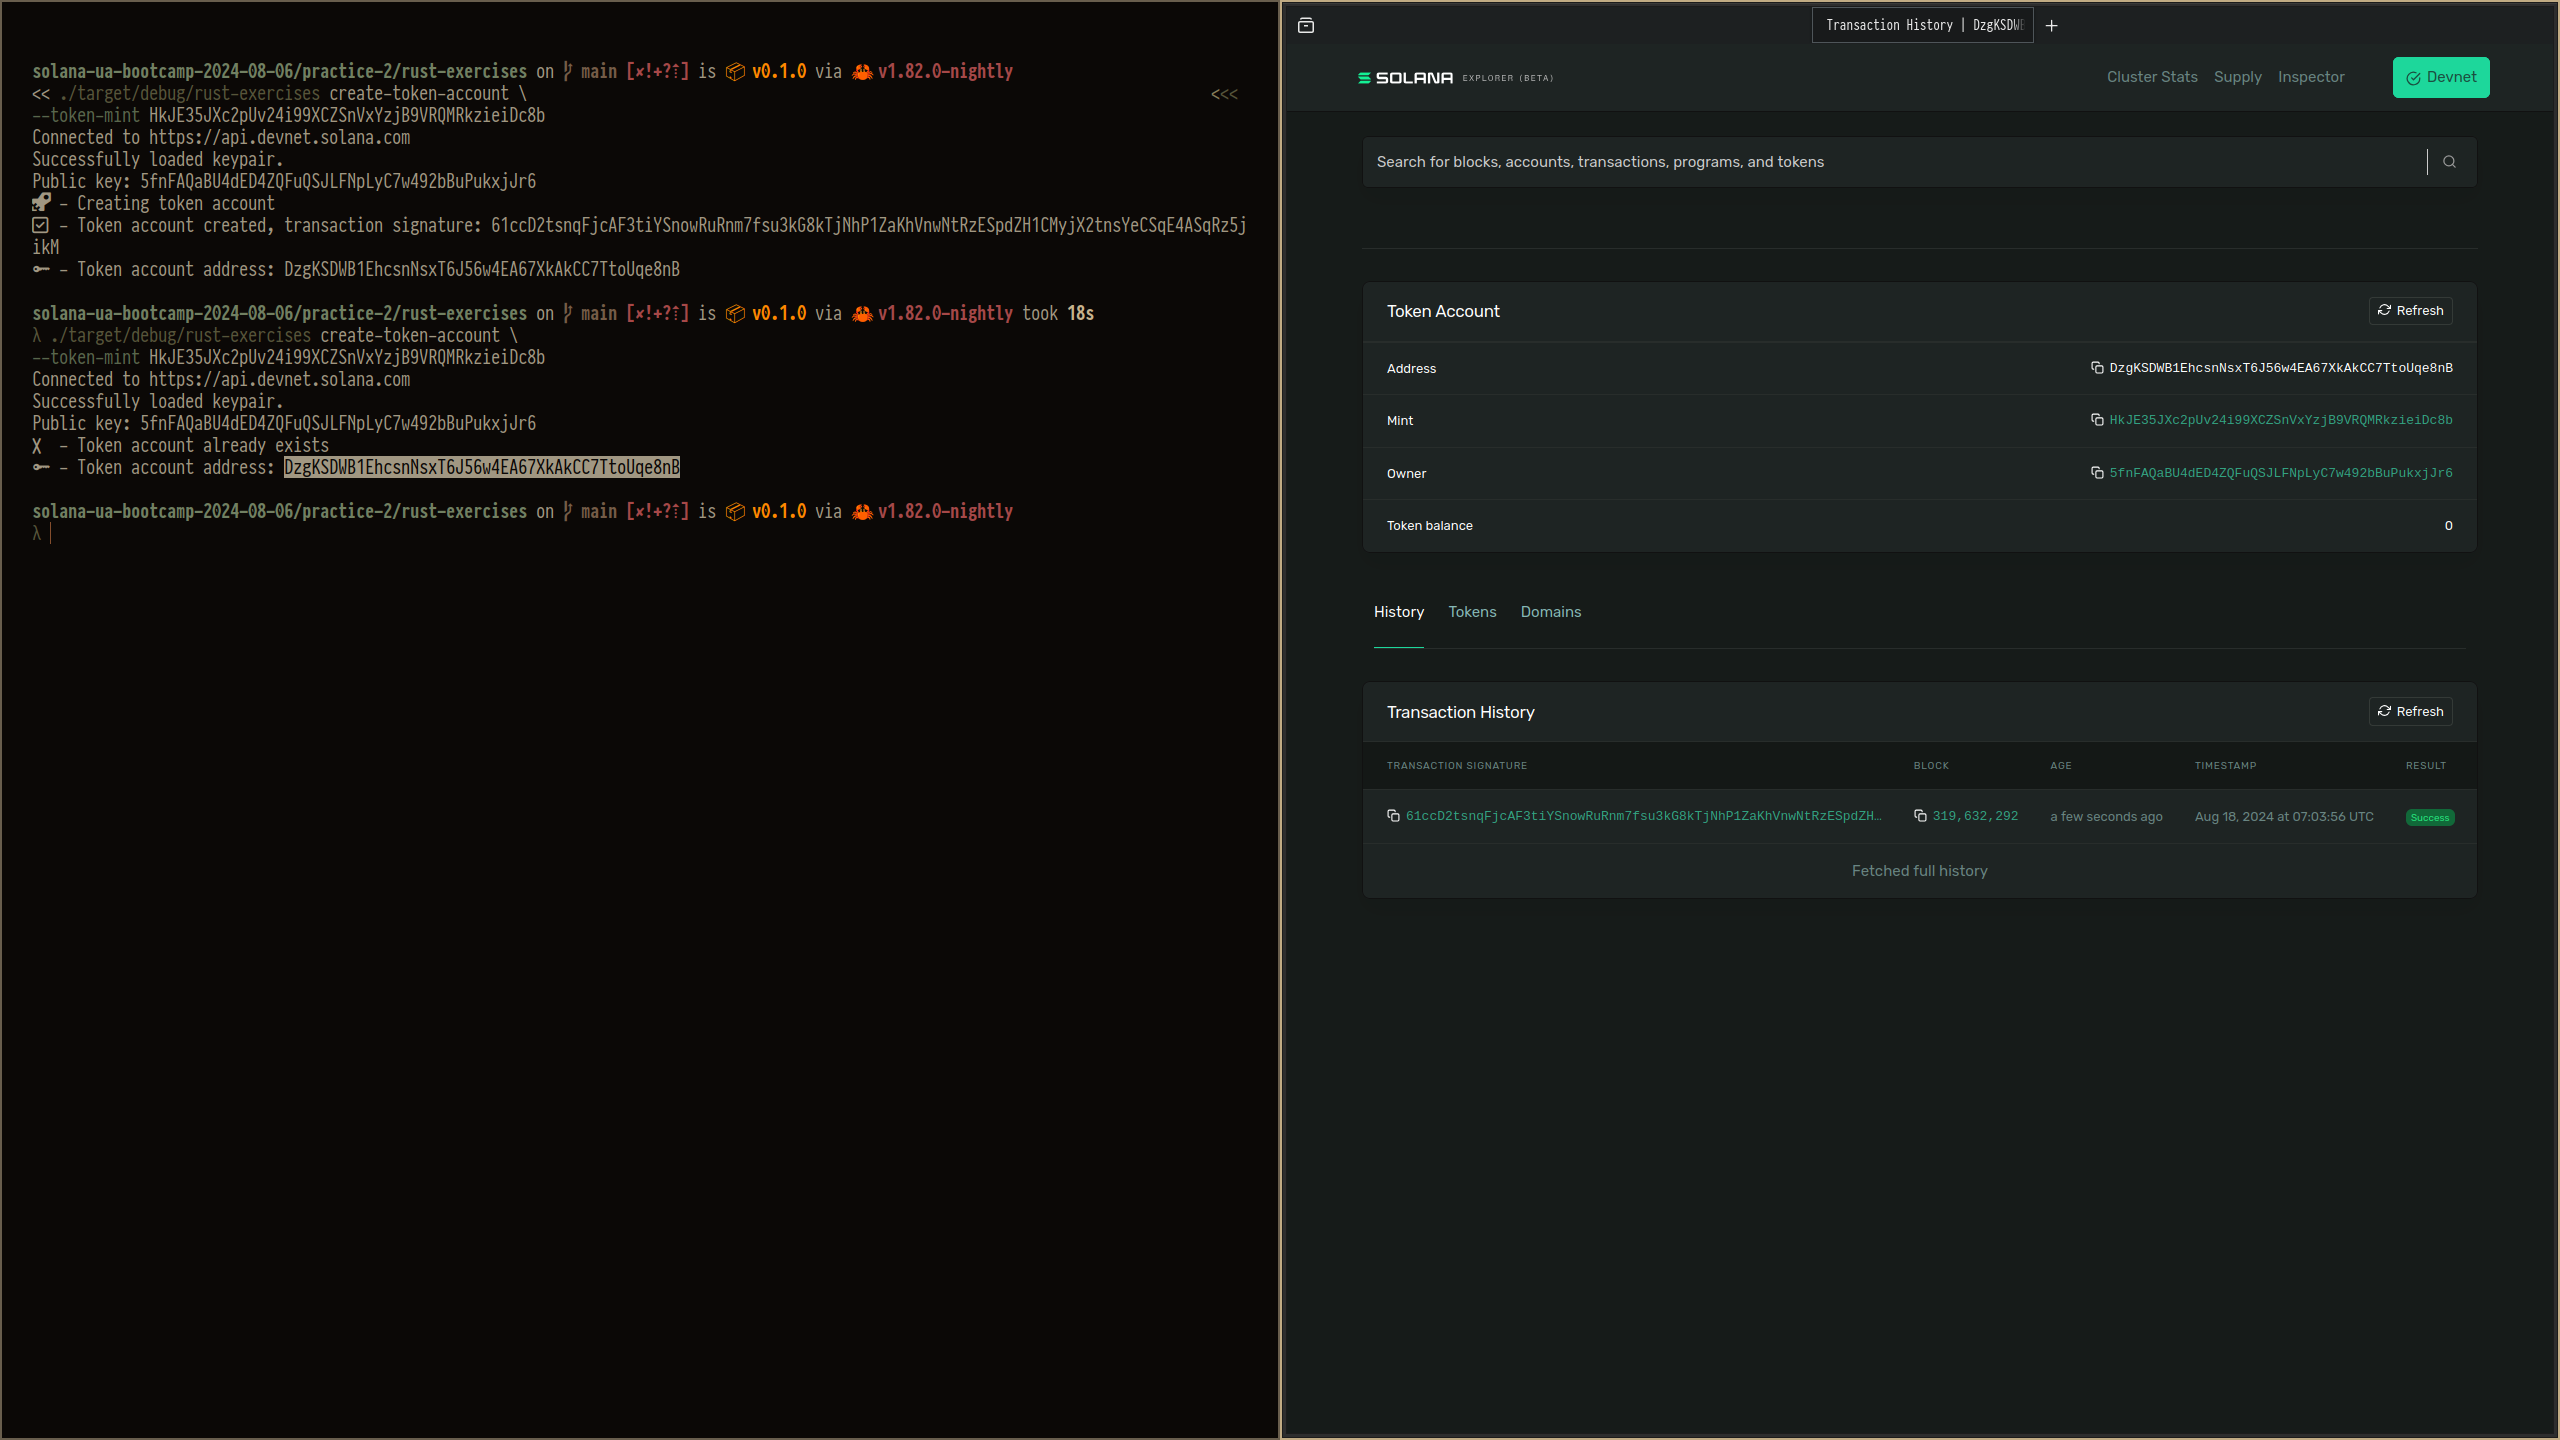 solana-ua-bootcamp-2024-08-06/practice-2/rust-exercises on main [✘!+?⇡] is 📦 v0.1.0 via 🦀 v1.82.0-nightly
<< ./target/debug/rust-exercises create-token-account \ <<<
--token-mint HkJE35JXc2pUv24i99XCZSnVxYzjB9VRQMRkzieiDc8b
Connected to https://api.devnet.solana.com
Successfully loaded keypair.
Public key: 5fnFAQaBU4dED4ZQFuQSJLFNpLyC7w492bBuPukxjJr6
🚀 - Creating token account
☑ - Token account created, transaction signature: 61ccD2tsnqFjcAF3tiYSnowRuRnm7fsu3kG8kTjNhP1ZaKhVnwNtRzESpdZH1CMyjX2tnsYeCSqE4ASqRz5j
ikM
🔑 - Token account address: DzgKSDWB1EhcsnNsxT6J56w4EA67XkAkCC7TtoUqe8nB
solana-ua-bootcamp-2024-08-06/practice-2/rust-exercises on main [✘!+?⇡] is 📦 v0.1.0 via 🦀 v1.82.0-nightly took 18s
λ ./target/debug/rust-exercises create-token-account \
--token-mint HkJE35JXc2pUv24i99XCZSnVxYzjB9VRQMRkzieiDc8b
Connected to https://api.devnet.solana.com
Successfully loaded keypair.
Public key: 5fnFAQaBU4dED4ZQFuQSJLFNpLyC7w492bBuPukxjJr6
X - Token account already exists
🔑 - Token account address: DzgKSDWB1EhcsnNsxT6J56w4EA67XkAkCC7TtoUqe8nB
solana-ua-bootcamp-2024-08-06/practice-2/rust-exercises on main [✘!+?⇡] is 📦 v0.1.0 via 🦀 v1.82.0-nightly
λ
Transaction History | DzgKSDWB
SOLANA EXPLORER (BETA)
Cluster Stats Supply Inspector Devnet
Search for blocks, accounts, transactions, programs, and tokens
Token Account Refresh
Address DzgKSDWB1EhcsnNsxT6J56w4EA67XkAkCC7TtoUqe8nB
Mint HkJE35JXc2pUv24i99XCZSnVxYzjB9VRQMRkzieiDc8b
Owner 5fnFAQaBU4dED4ZQFuQSJLFNpLyC7w492bBuPukxjJr6
Token balance 0
History Tokens Domains
Transaction History Refresh
TRANSACTION SIGNATURE BLOCK AGE TIMESTAMP RESULT
61ccD2tsnqFjcAF3tiYSnowRuRnm7fsu3kG8kTjNhP1ZaKhVnwNtRzESpdZH… 319,632,292 a few seconds ago Aug 18, 2024 at 07:03:56 UTC Success
Fetched full history